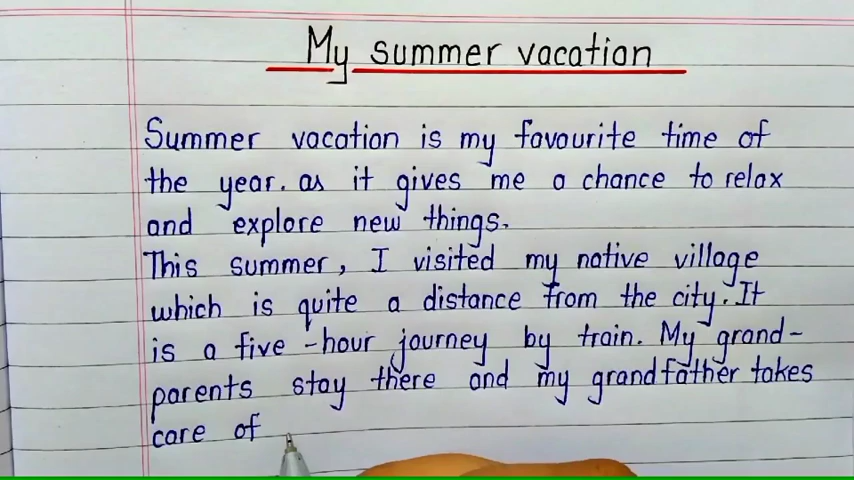 My summer vacation
Summer vacation is my favourite time of
the year. as it gives me a chance to relax
and explore new things.
This summer, I visited my native village
which is quite a distance from the city. It
is a five-hour journey by train. My grand-
parents stay there and my grandfather takes
care of